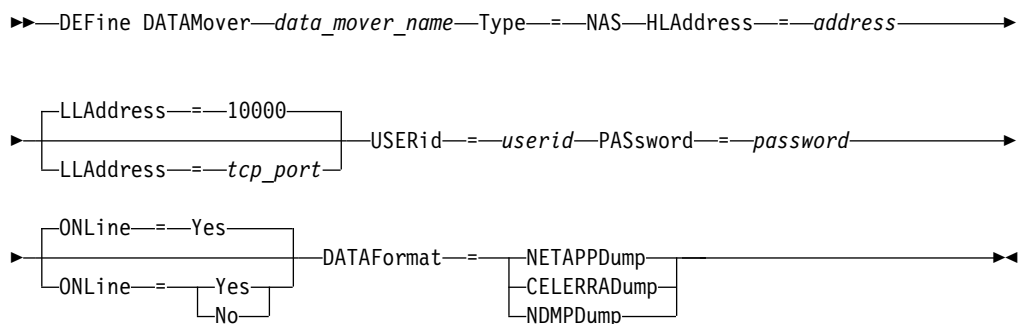 DEFine DATAMover data_mover_name Type = NAS HLAddress = address
LLAddress = 10000
USERid = userid PASsword = password
LLAddress = tcp_port
ONLine = Yes
DATAFormat = NETAPPDump
ONLine = Yes CELERRADump
No NDMPDump